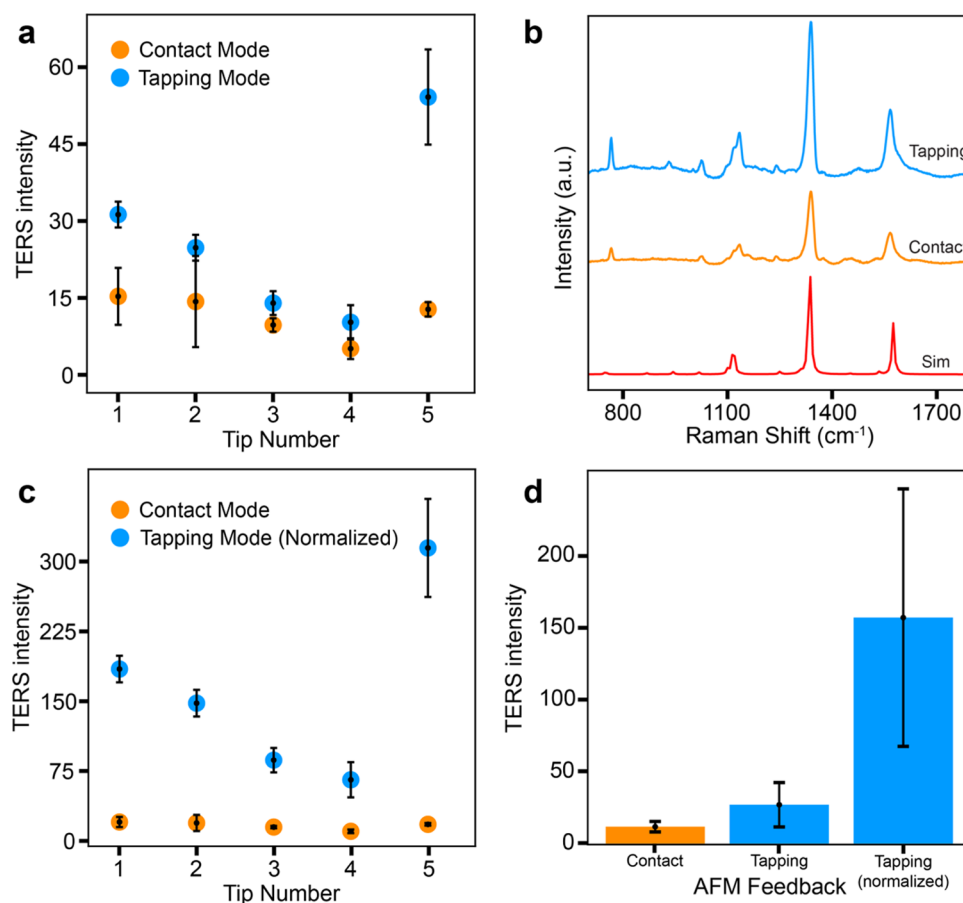 a
Contact Mode
Tapping Mode
60
45
30
15
0
TERS intensity
1 2 3 4 5
Tip Number
b
Tapping
Contact
Sim
Intensity (a.u.)
800 1100 1400 1700
Raman Shift (cm⁻¹)
c
Contact Mode
Tapping Mode (Normalized)
300
225
150
75
0
TERS intensity
1 2 3 4 5
Tip Number
d
200
150
100
50
0
TERS intensity
Contact Tapping Tapping
(normalized)
AFM Feedback